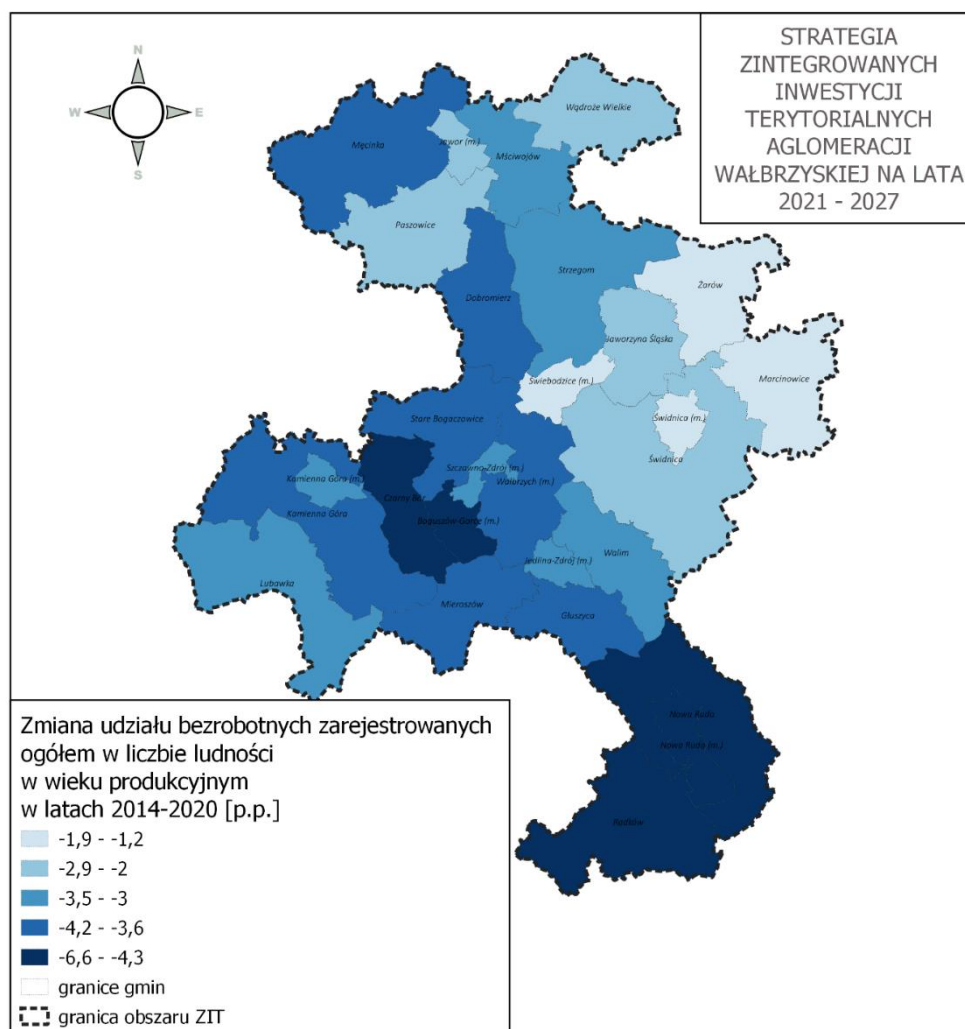 STRATEGIA
ZINTEGROWANYCH
INWESTYCJI
TERYTORIALNYCH
AGLOMERACJI
WAŁBRZYSKIEJ NA LATA
2021 - 2027
N
W
E
S
Wądroże Wielkie
Męcinka
Jawor (m.)
Mściwojów
Paszowice
Strzegom
Żarów
Dobromierz
Jaworzyna Śląska
Marcinowice
Świebodzice (m.)
Świdnica (m.)
Stare Bogaczowice
Świdnica
Szczawno-Zdrój (m.)
Kamienna Góra (m.)
Wałbrzych (m.)
Czarny Bór
Kamienna Góra
Boguszów-Gorce (m.)
Walim
Jedlina-Zdrój (m.)
Lubawka
Mieroszów
Głuszyca
Nowa Ruda
Nowa Ruda (m.)
Radków
Zmiana udziału bezrobotnych zarejestrowanych
ogółem w liczbie ludności
w wieku produkcyjnym
w latach 2014-2020 [p.p.]
-1,9 - -1,2
-2,9 - -2
-3,5 - -3
-4,2 - -3,6
-6,6 - -4,3
granice gmin
granica obszaru ZIT